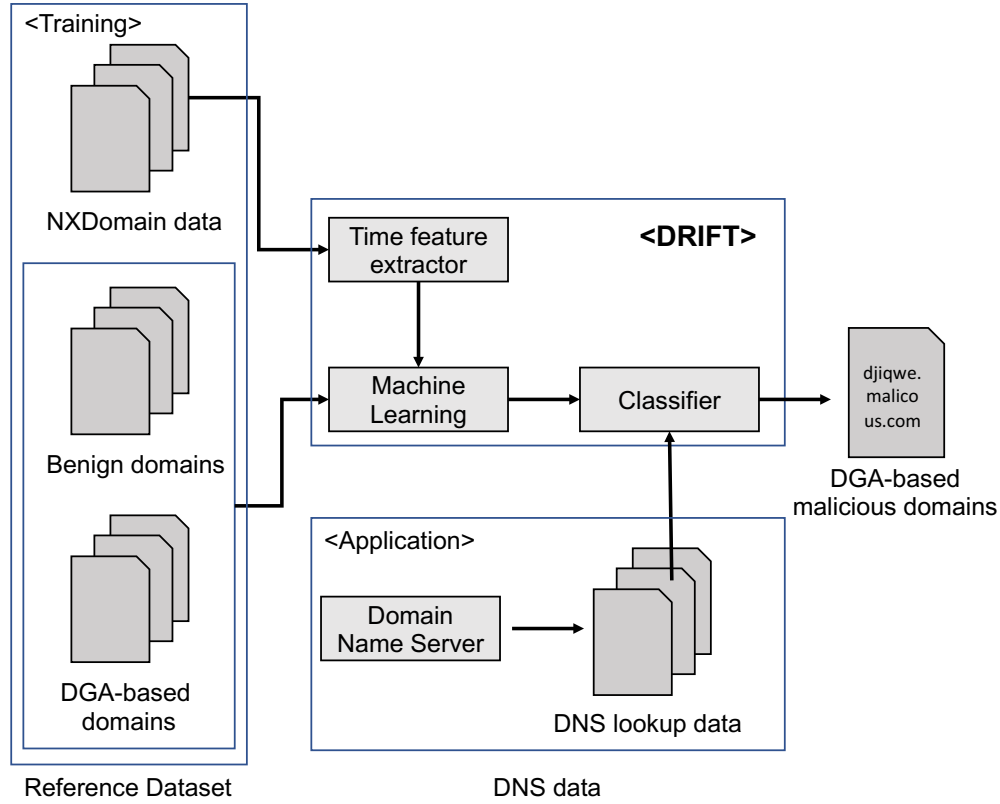 <Training>
NXDomain data
Benign domains
DGA-based
domains
Reference Dataset
<DRIFT>
Time feature
extractor
Machine
Learning
Classifier
djiqwe.
malico
us.com
DGA-based
malicious domains
<Application>
Domain
Name Server
DNS lookup data
DNS data